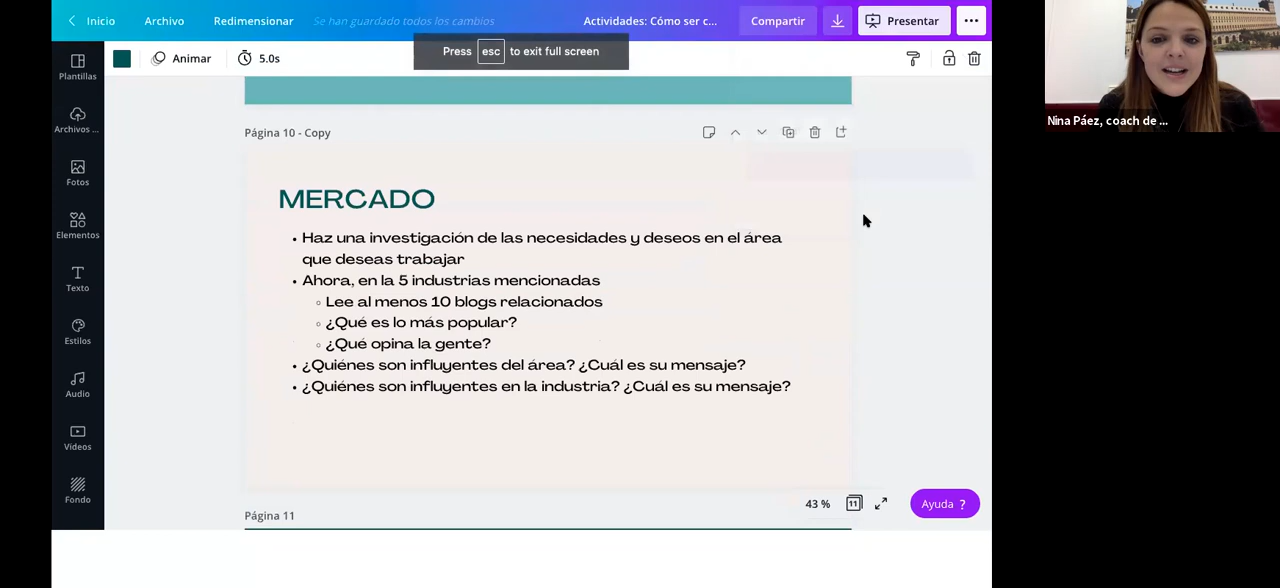 Inicio Archivo Redimensionar Se han guardado todos los cambios Actividades: Cómo ser c... Compartir Presentar
Press esc to exit full screen
Animar 5.0s
Plantillas
Archivos ...
Fotos
Elementos
Texto
Estilos
Audio
Videos
Fondo
Página 10 - Copy
MERCADO
• Haz una investigación de las necesidades y deseos en el área
que deseas trabajar
• Ahora, en la 5 industrias mencionadas
◦ Lee al menos 10 blogs relacionados
◦ ¿Qué es lo más popular?
◦ ¿Qué opina la gente?
• ¿Quiénes son influyentes del área? ¿Cuál es su mensaje?
• ¿Quiénes son influyentes en la industria? ¿Cuál es su mensaje?
43 % 11 Ayuda ?
Página 11
Nina Páez, coach de ...